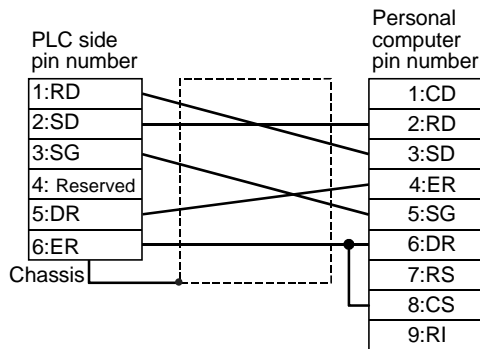 PLC side
pin number
1:RD
2:SD
3:SG
4: Reserved
5:DR
6:ER
Chassis
Personal
computer
pin number
1:CD
2:RD
3:SD
4:ER
5:SG
6:DR
7:RS
8:CS
9:RI